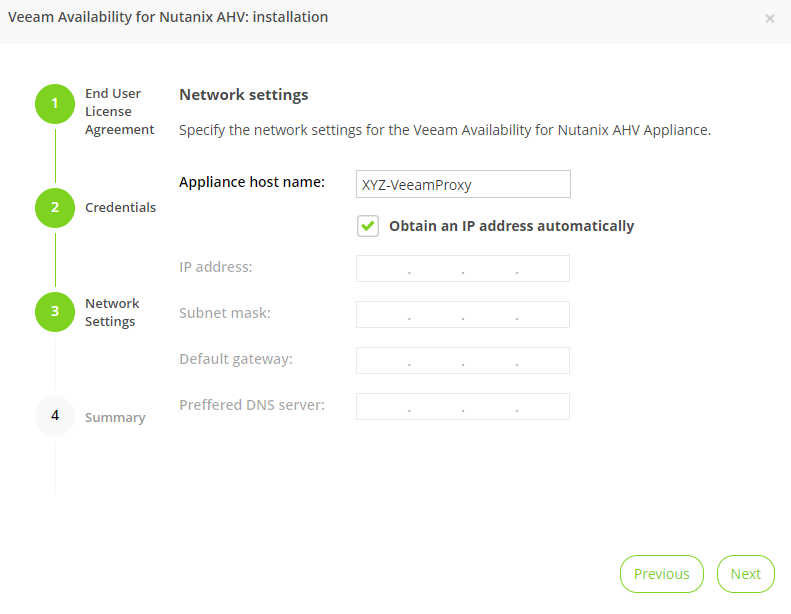 Veeam Availability for Nutanix AHV: installation
×
1
End User
License
Agreement
2
Credentials
3
Network
Settings
4
Summary
Network settings
Specify the network settings for the Veeam Availability for Nutanix AHV Appliance.
Appliance host name: XYZ-VeeamProxy
Obtain an IP address automatically
IP address: . . .
Subnet mask: . . .
Default gateway: . . .
Preffered DNS server: . . .
Previous Next